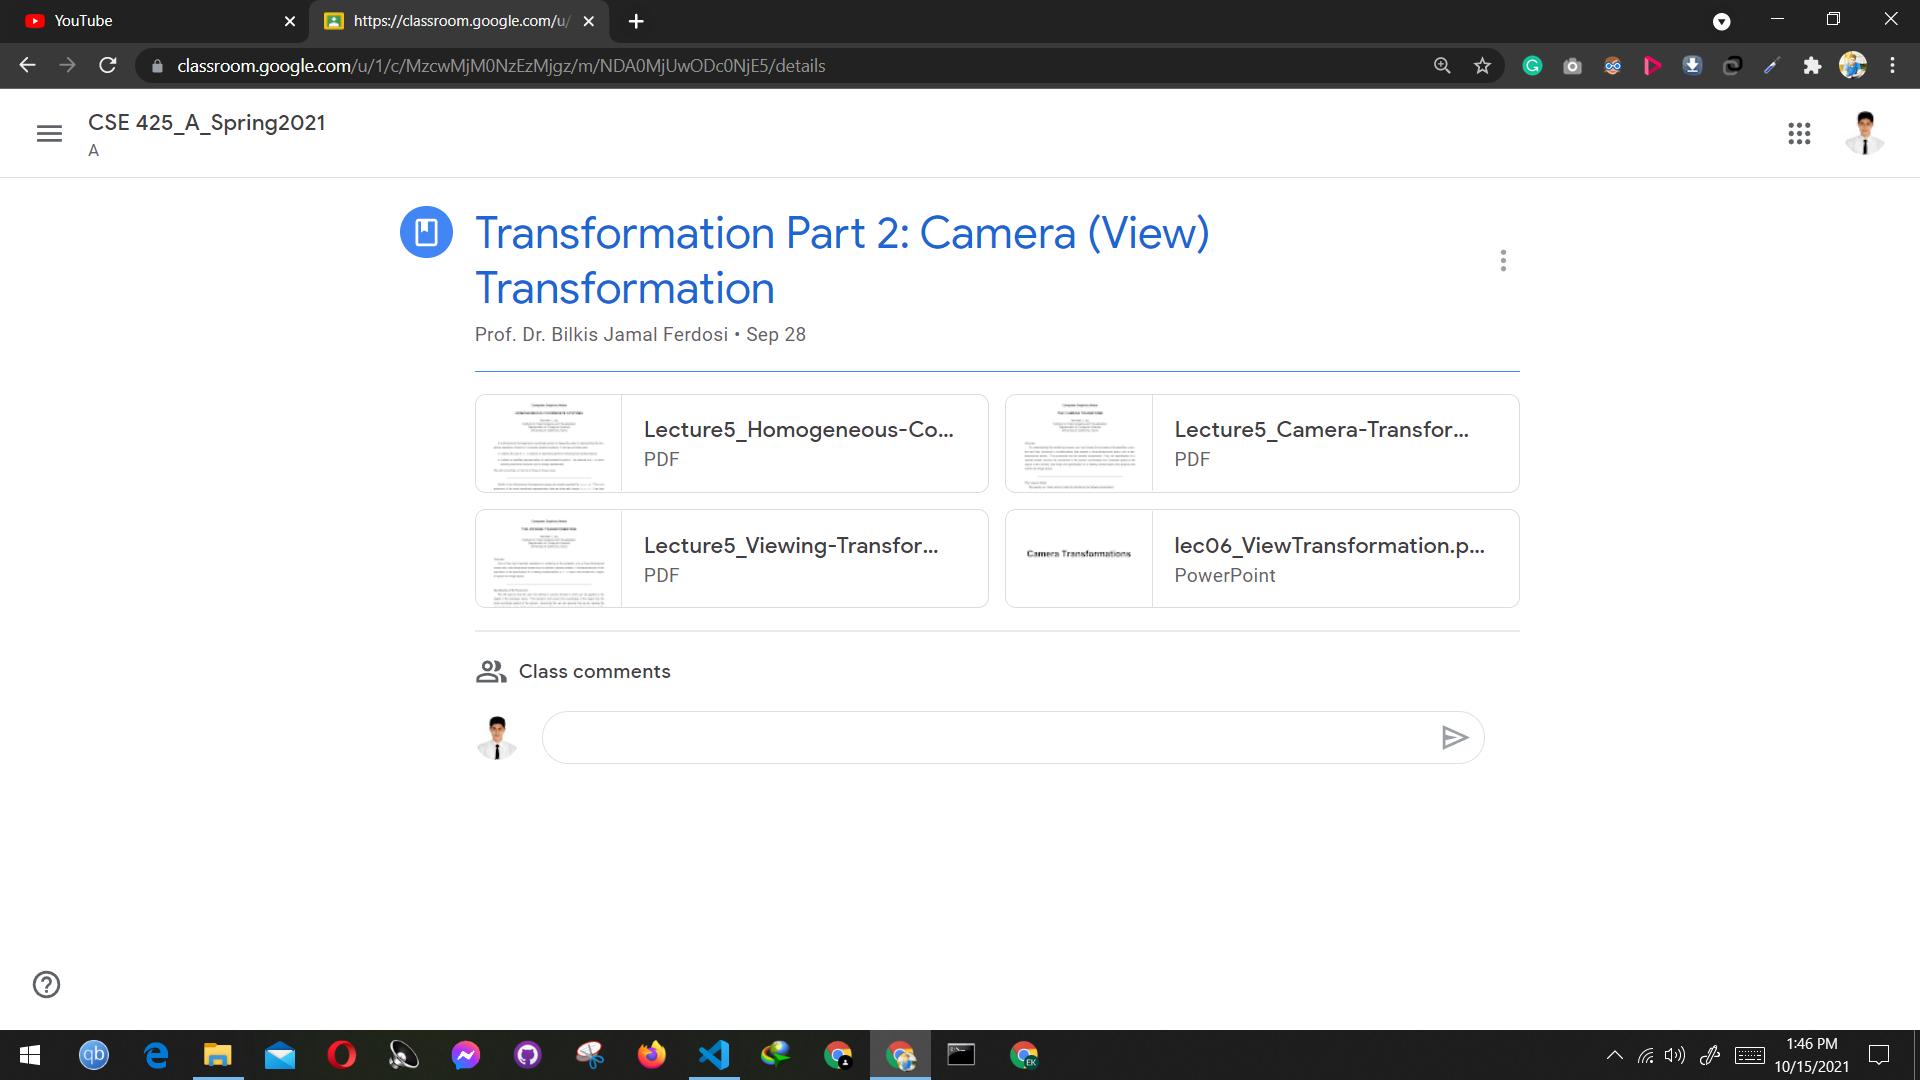 YouTube
https://classroom.google.com/u/
classroom.google.com/u/1/c/MzcwMjM0NzEzMjgz/m/NDA0MjUwODc0NjE5/details
CSE 425_A_Spring2021
A
Transformation Part 2: Camera (View)
Transformation
Prof. Dr. Bilkis Jamal Ferdosi • Sep 28
Lecture5_Homogeneous-Co...
PDF
Lecture5_Camera-Transfor...
PDF
Lecture5_Viewing-Transfor...
PDF
Camera Transformations
lec06_ViewTransformation.p...
PowerPoint
Class comments
qb
EK
1:46 PM
10/15/2021